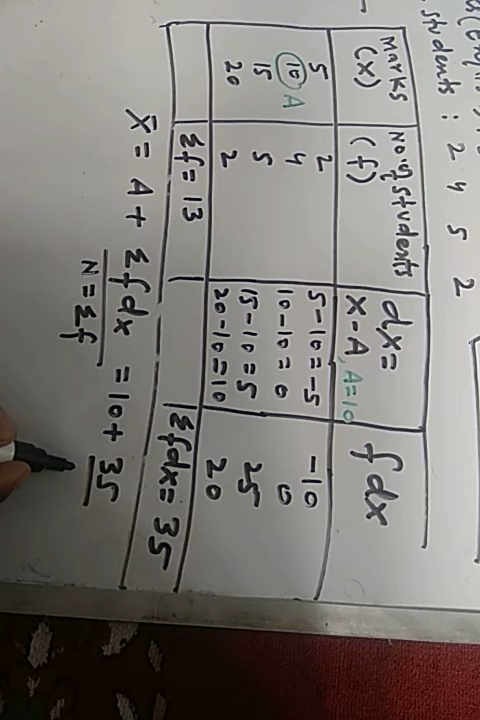 students : 2 4 5 2
Marks (x) No. of students (f) dx = x - A, A = 10 fdx
5 2 5-10 = -5 -10
10 A 4 10-10 = 0 0
15 5 15-10 = 5 25
20 2 20-10 = 10 20
Σf = 13 Σfdx = 35
x̄ = A + Σfdx / N = Σf = 10 + 35